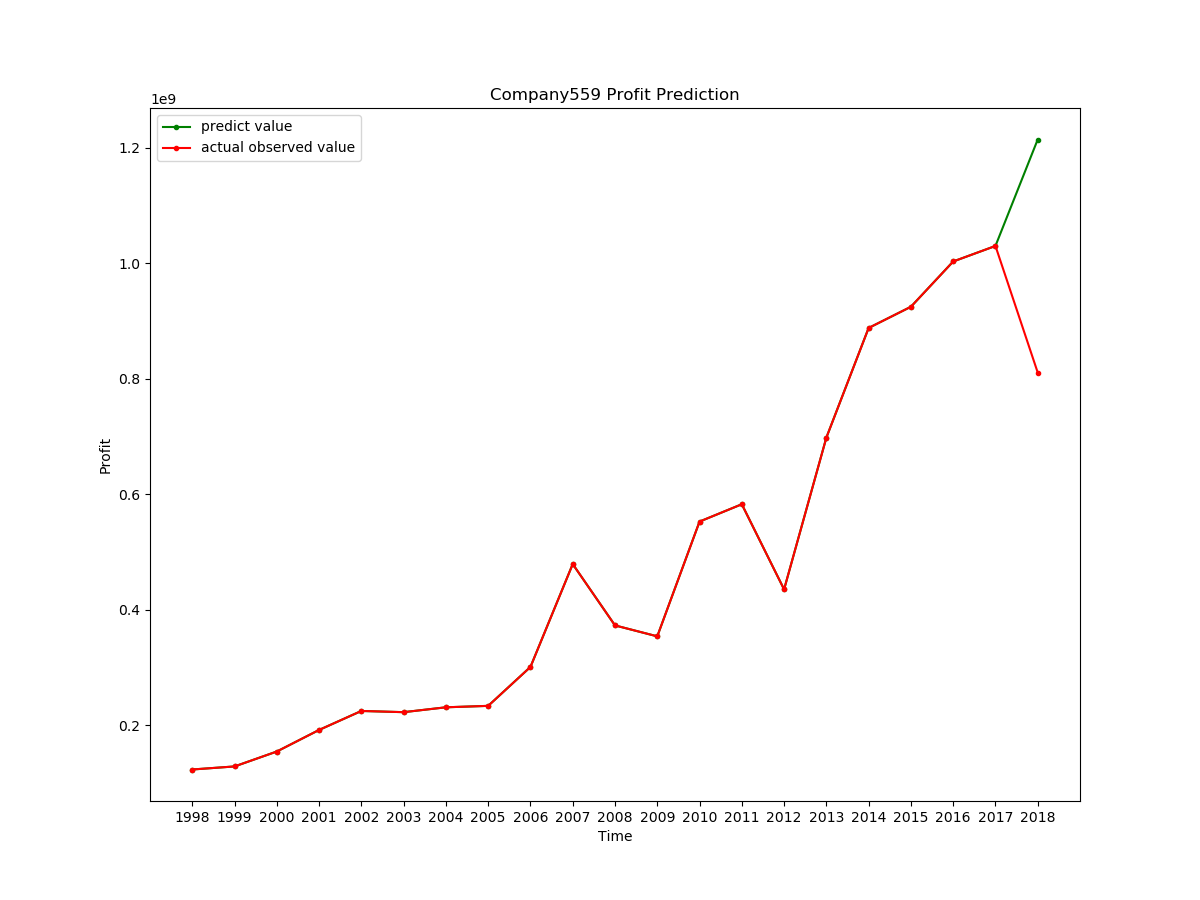 Company559 Profit Prediction
1e9
predict value
actual observed value
1.2
1.0
0.8
0.6
0.4
0.2
Profit
1998 1999 2000 2001 2002 2003 2004 2005 2006 2007 2008 2009 2010 2011 2012 2013 2014 2015 2016 2017 2018
Time